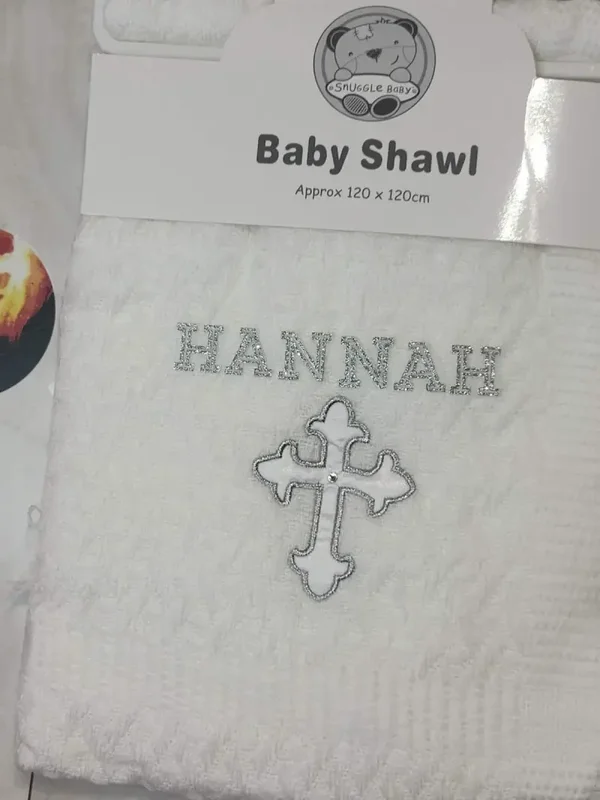 SNUGGLE BABY
Baby Shawl
Approx 120 x 120cm
HANNAH